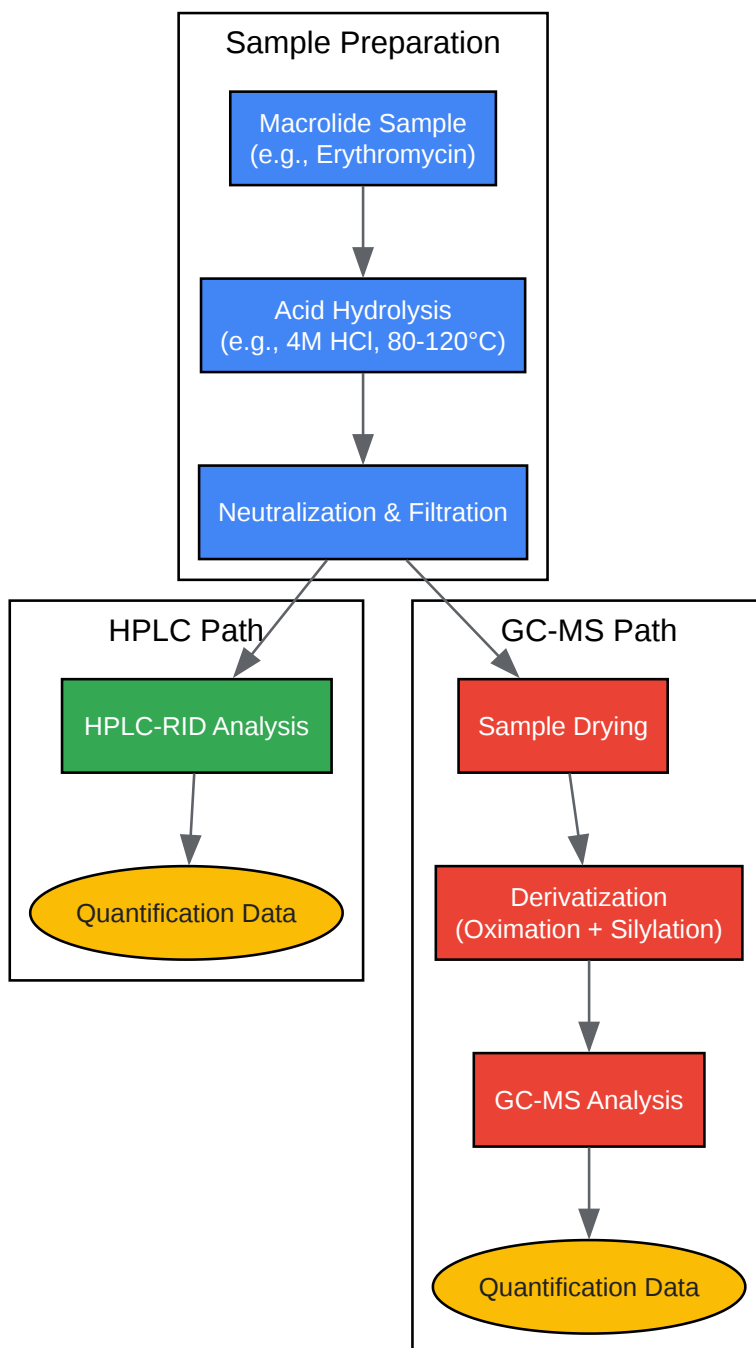 Sample Preparation
Macrolide Sample
(e.g., Erythromycin)
Acid Hydrolysis
(e.g., 4M HCl, 80-120°C)
Neutralization & Filtration
HPLC Path
HPLC-RID Analysis
Quantification Data
GC-MS Path
Sample Drying
Derivatization
(Oximation + Silylation)
GC-MS Analysis
Quantification Data